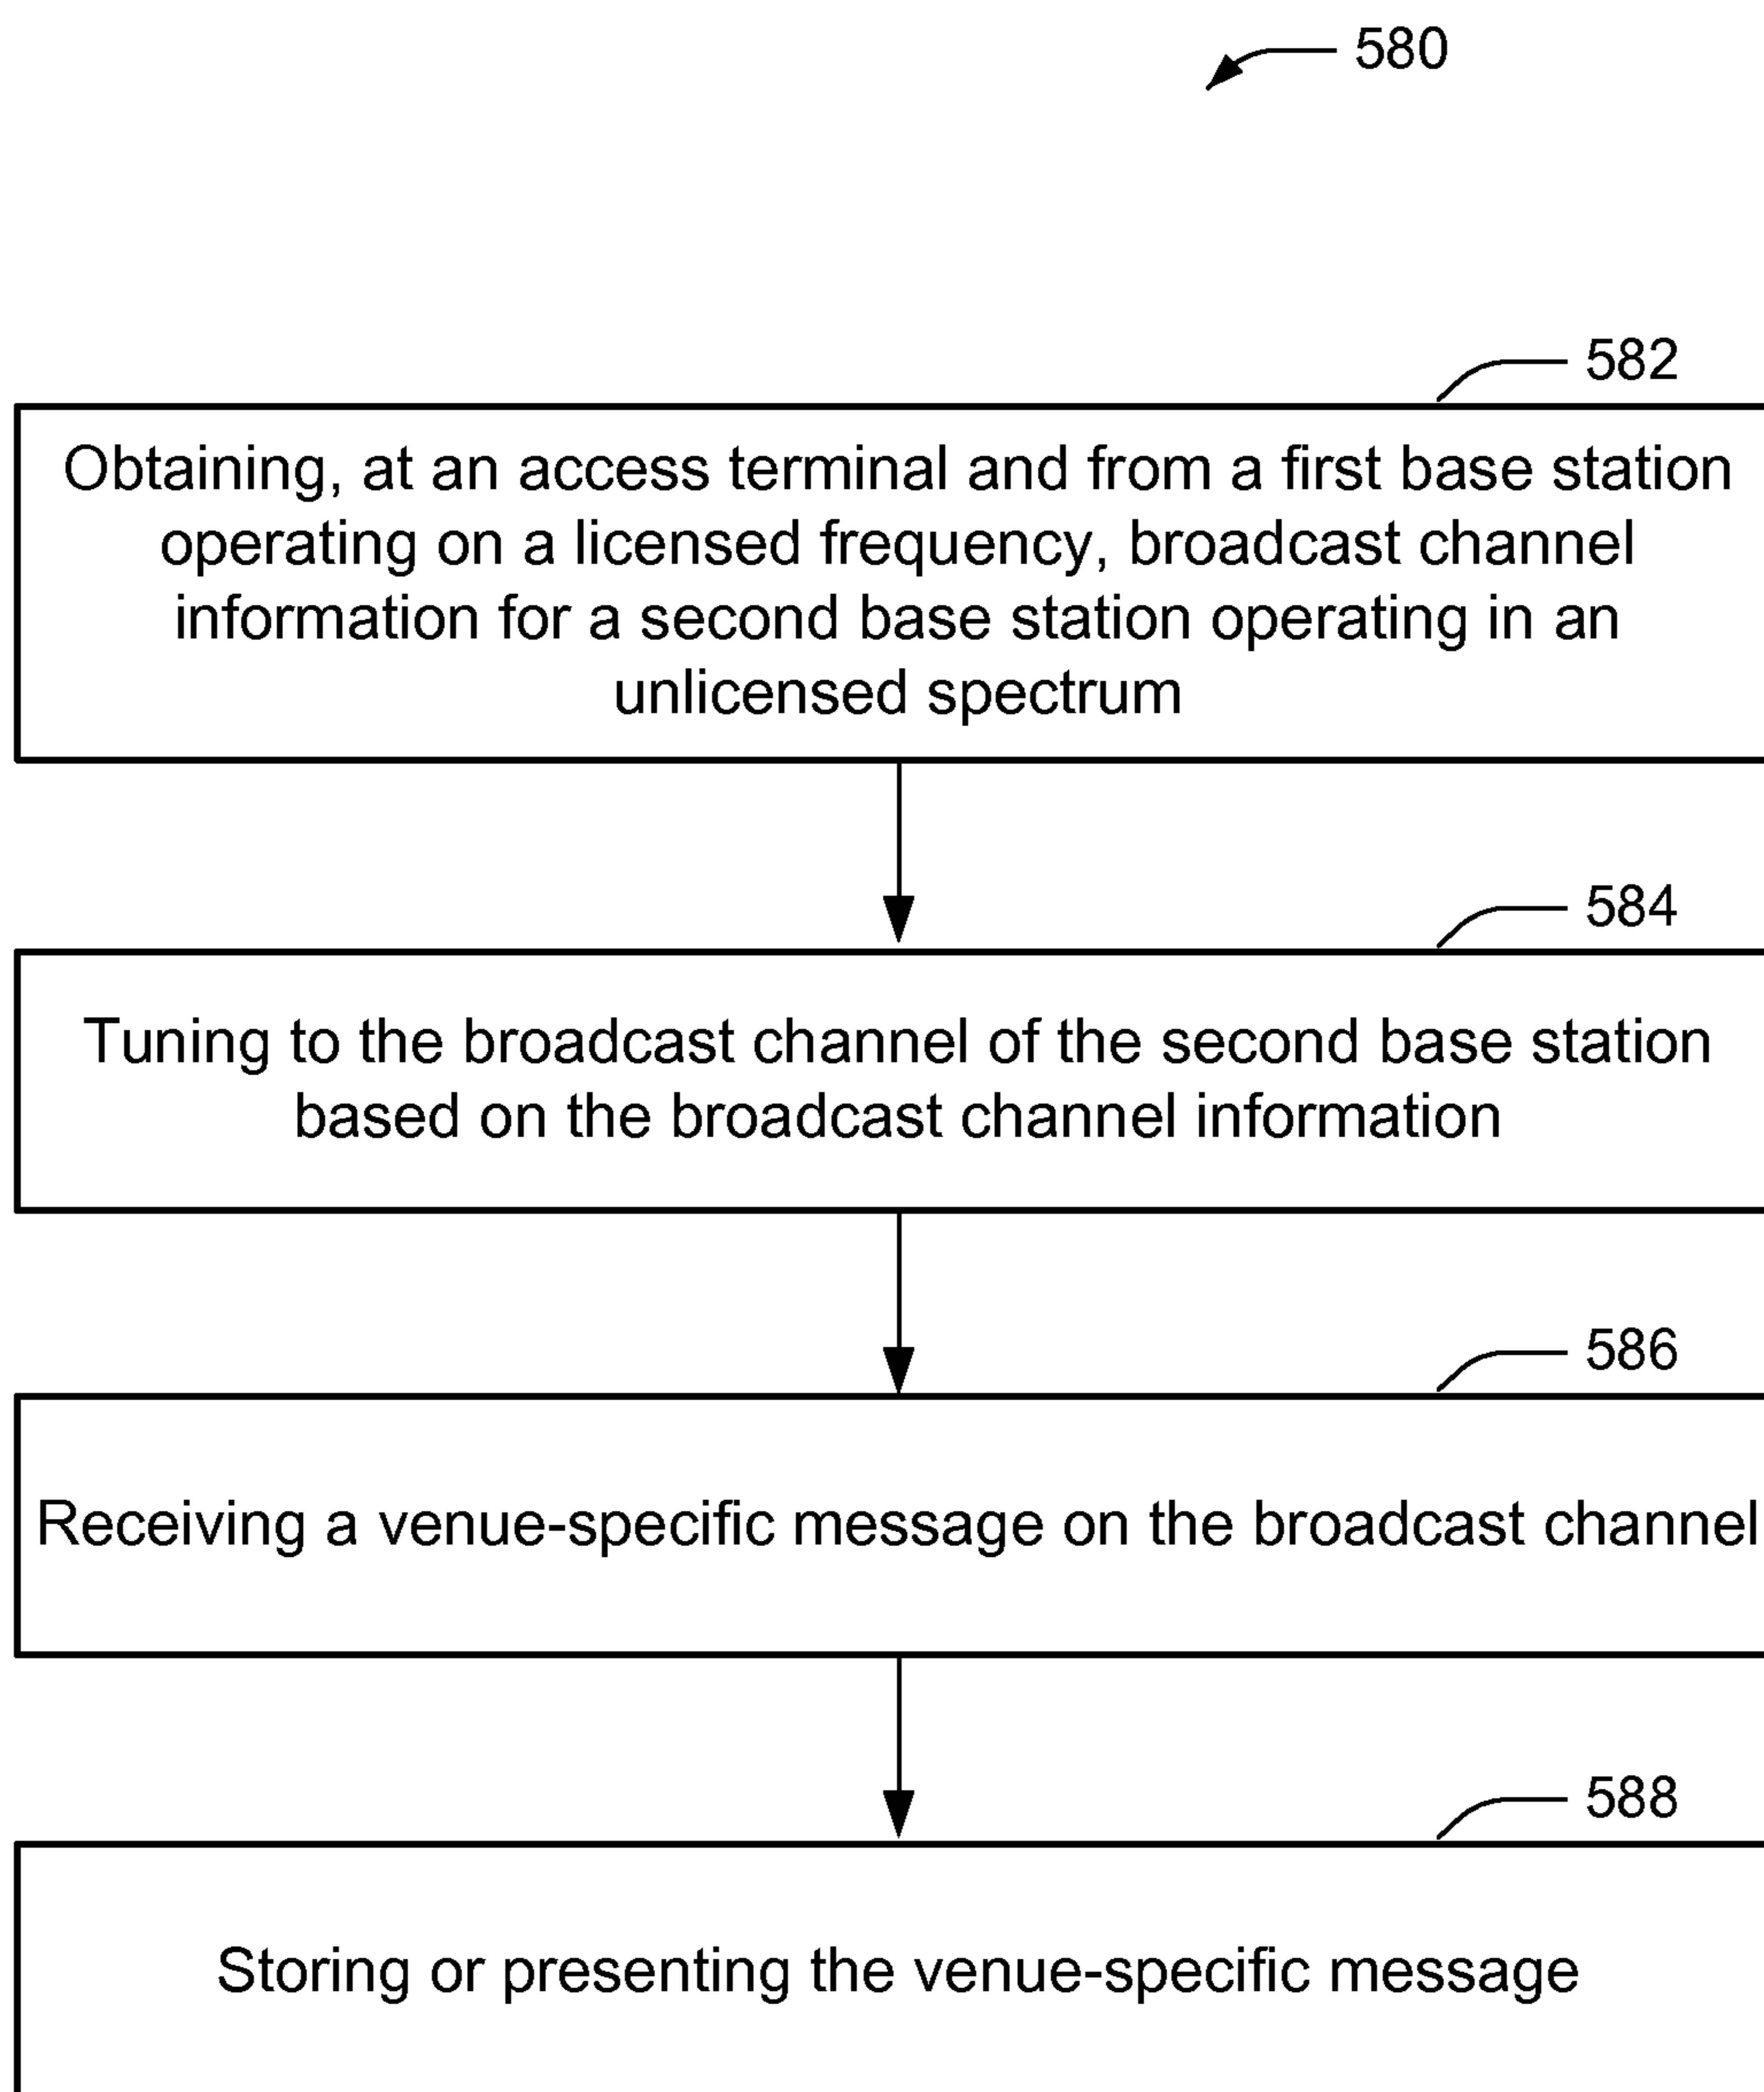 580
582
Obtaining, at an access terminal and from a first base station
operating on a licensed frequency, broadcast channel
information for a second base station operating in an
unlicensed spectrum
584
Tuning to the broadcast channel of the second base station
based on the broadcast channel information
586
Receiving a venue-specific message on the broadcast channel
588
Storing or presenting the venue-specific message